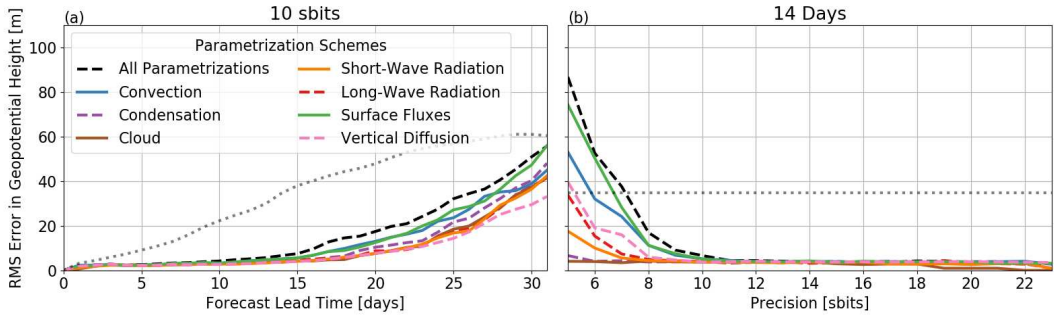 (a)
10 sbits
(b)
14 Days
RMS Error in Geopotential Height [m]
100
80
60
40
20
0
Parametrization Schemes
All Parametrizations
Convection
Condensation
Cloud
Short-Wave Radiation
Long-Wave Radiation
Surface Fluxes
Vertical Diffusion
0 5 10 15 20 25 30
6 8 10 12 14 16 18 20 22
Forecast Lead Time [days]
Precision [sbits]